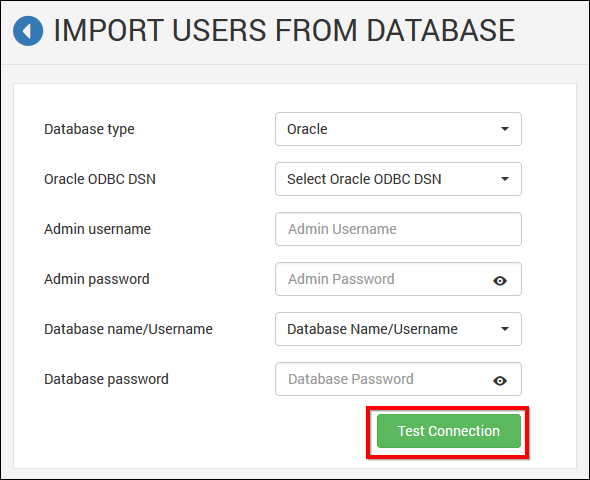 IMPORT USERS FROM DATABASE
Database type Oracle
Oracle ODBC DSN Select Oracle ODBC DSN
Admin username Admin Username
Admin password Admin Password
Database name/Username Database Name/Username
Database password Database Password
Test Connection